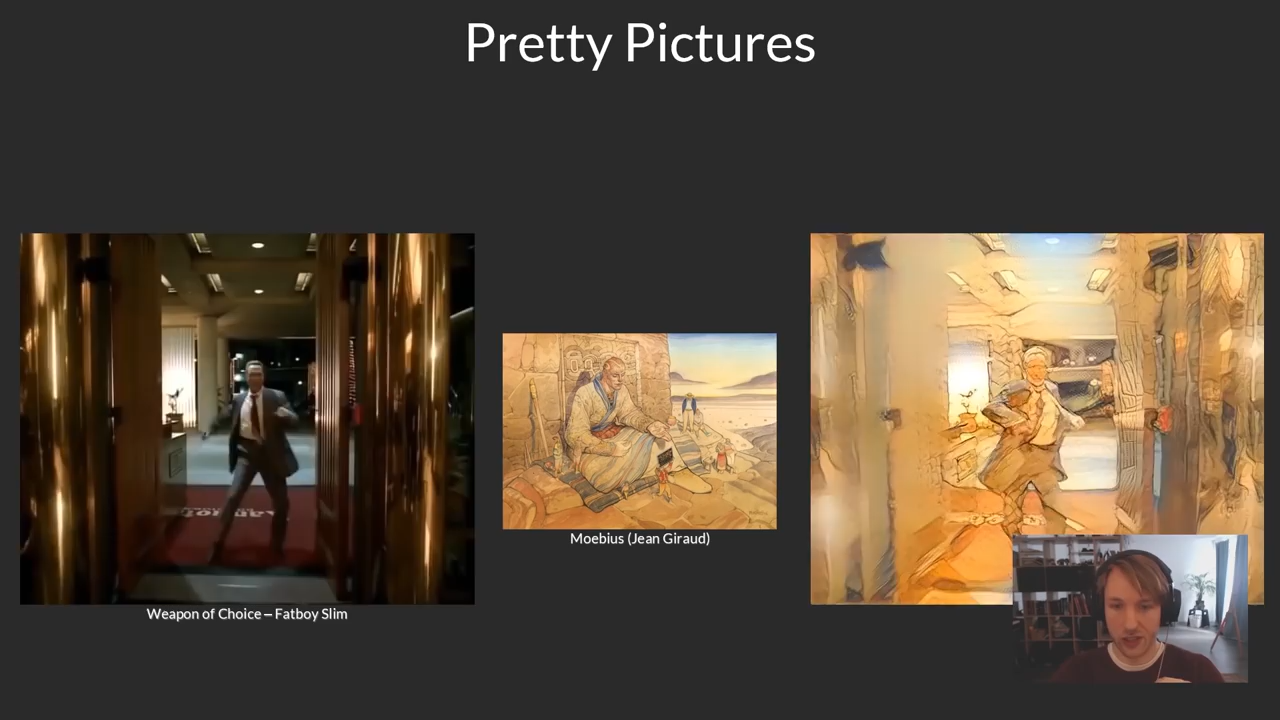 Pretty Pictures
Weapon of Choice – Fatboy Slim
Moebius (Jean Giraud)